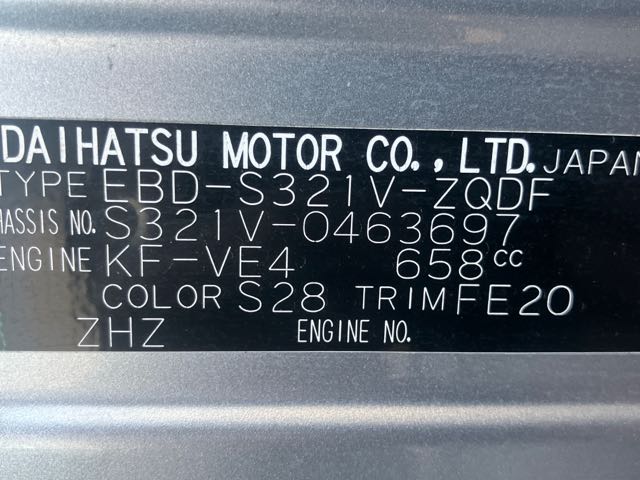 DAIHATSU MOTOR CO.,LTD. JAPAN
TYPE EBD-S321V-ZQDF
HASSIS NO. S321V-0463697
ENGINE KF-VE4 658cc
COLOR S28 TRIM FE20
ZHZ ENGINE NO.